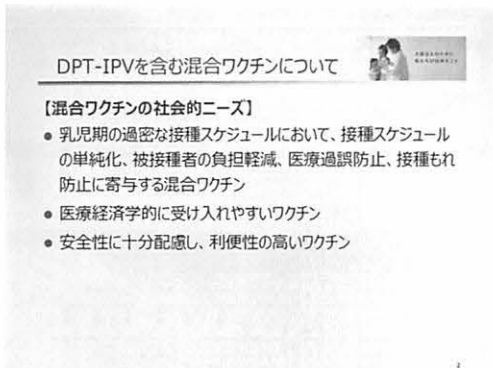 DPT-IPVを含む混合ワクチンについて
【混合ワクチンの社会的ニーズ】
● 乳児期の過密な接種スケジュールにおいて、接種スケジュール
の単純化、被接種者の負担軽減、医療過誤防止、接種もれ
防止に寄与する混合ワクチン
● 医療経済学的に受け入れやすいワクチン
● 安全性に十分配慮し、利便性の高いワクチン